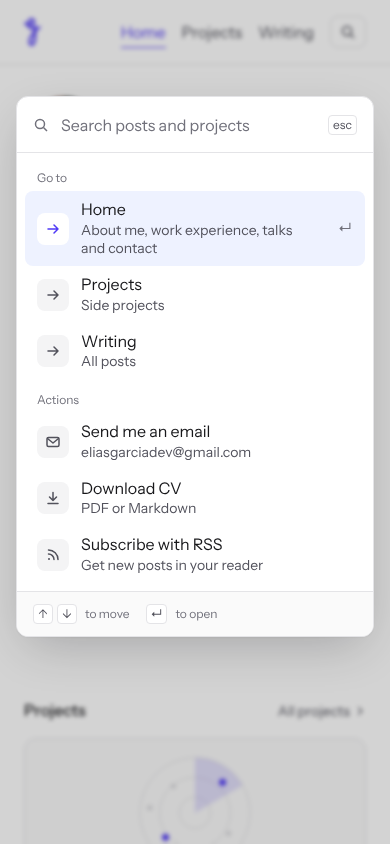 Home Projects Writing
Search posts and projects esc
Go to
Home
About me, work experience, talks
and contact
Projects
Side projects
Writing
All posts
Actions
Send me an email
eliasgarciadev@gmail.com
Download CV
PDF or Markdown
Subscribe with RSS
Get new posts in your reader
to move to open
Projects All projects